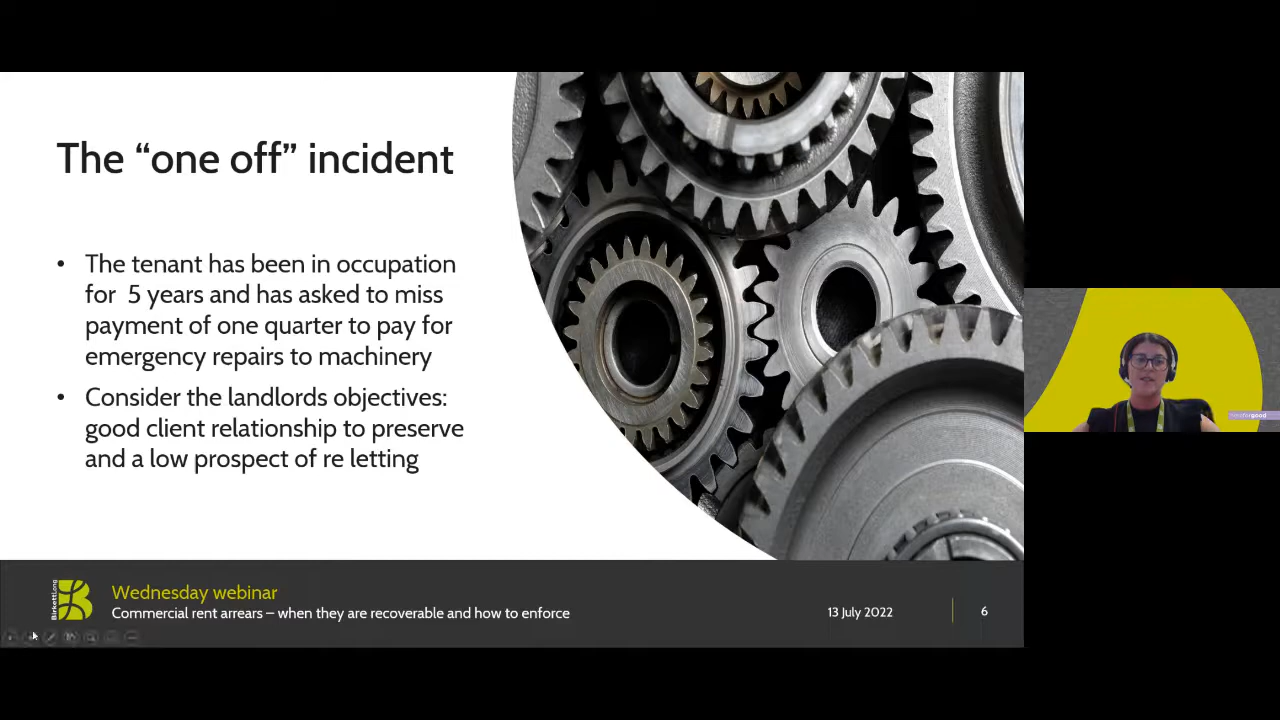 The “one off” incident
• The tenant has been in occupation
for 5 years and has asked to miss
payment of one quarter to pay for
emergency repairs to machinery
• Consider the landlords objectives:
good client relationship to preserve
and a low prospect of re letting
BirkettLong
Wednesday webinar
Commercial rent arrears – when they are recoverable and how to enforce
13 July 2022
6